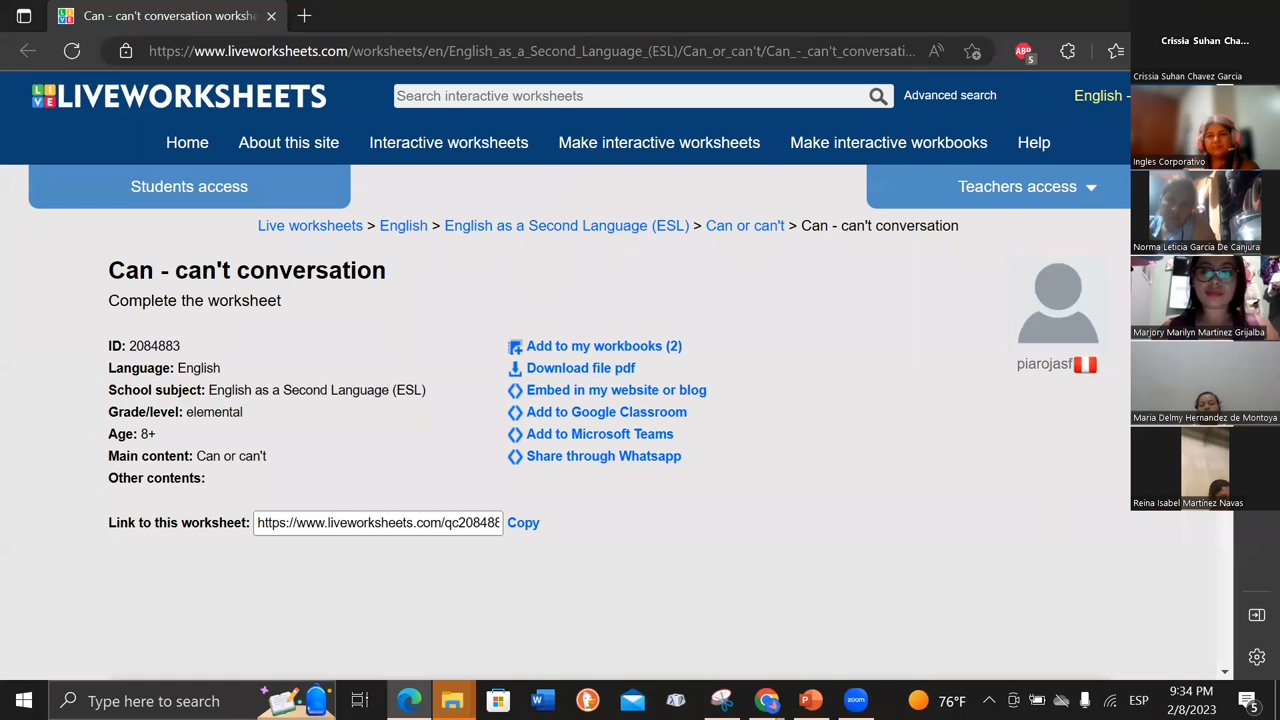 Can - can't conversation workshe
https://www.liveworksheets.com/worksheets/en/English_as_a_Second_Language_(ESL)/Can_or_can't/Can_-_can't_conversati...
5
LIVEWORKSHEETS
Search interactive worksheets
Advanced search
English -
Home
About this site
Interactive worksheets
Make interactive worksheets
Make interactive workbooks
Help
Students access
Teachers access
Live worksheets > English > English as a Second Language (ESL) > Can or can't > Can - can't conversation
Can - can't conversation
Complete the worksheet
ID: 2084883
Language: English
School subject: English as a Second Language (ESL)
Grade/level: elemental
Age: 8+
Main content: Can or can't
Other contents:
Add to my workbooks (2)
Download file pdf
Embed in my website or blog
Add to Google Classroom
Add to Microsoft Teams
Share through Whatsapp
piarojasf
Link to this worksheet: https://www.liveworksheets.com/qc208488 Copy
Crissia Suhan Cha...
Crissia Suhan Chavez Garcia
Ingles Corporativo
Norma Leticia Garcia De Canjura
Marjory Marilyn Martinez Grijalba
Maria Delmy Hernandez de Montoya
Reina Isabel Martínez Navas
Type here to search
zoom
76°F
ESP
9:34 PM
2/8/2023
5